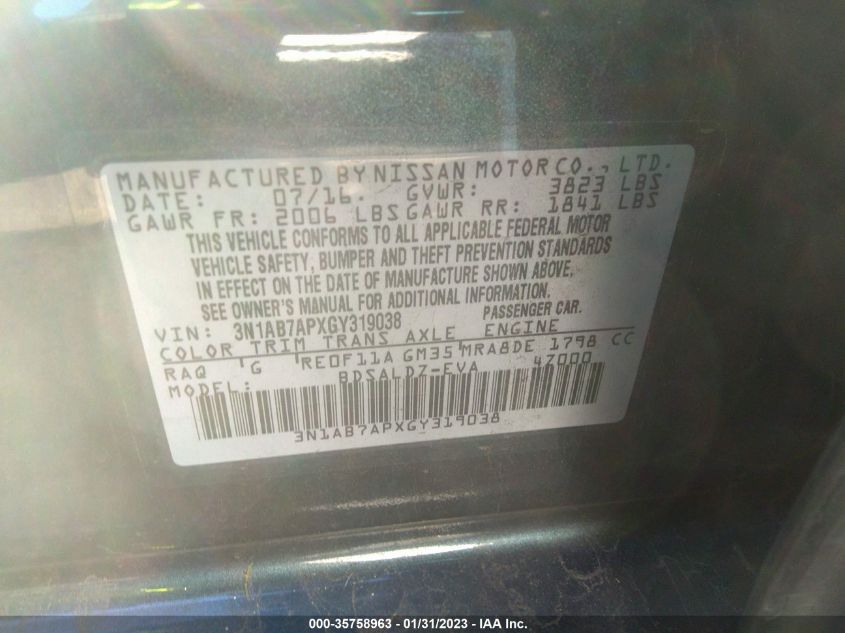 MANUFACTURED BY NISSAN MOTOR CO., LTD.
DATE: 07/16. GVWR: 3823 LBS
GAWR FR: 2006 LBS GAWR RR: 1841 LBS
THIS VEHICLE CONFORMS TO ALL APPLICABLE FEDERAL MOTOR
VEHICLE SAFETY, BUMPER AND THEFT PREVENTION STANDARDS
IN EFFECT ON THE DATE OF MANUFACTURE SHOWN ABOVE.
SEE OWNER'S MANUAL FOR ADDITIONAL INFORMATION.
VIN: 3N1AB7APXGY319038 PASSENGER CAR.
COLOR TRIM TRANS AXLE ENGINE
RAQ G RE0F11A GM35 MRA8DE 1798 CC
MODEL: BDSALDZ-EVA 47000
3N1AB7APXGY319038
000-35758963 - 01/31/2023 - IAA Inc.